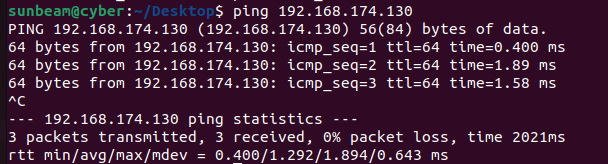 sunbeam@cyber:~/Desktop$ ping 192.168.174.130
PING 192.168.174.130 (192.168.174.130) 56(84) bytes of data.
64 bytes from 192.168.174.130: icmp_seq=1 ttl=64 time=0.400 ms
64 bytes from 192.168.174.130: icmp_seq=2 ttl=64 time=1.89 ms
64 bytes from 192.168.174.130: icmp_seq=3 ttl=64 time=1.58 ms
^C
--- 192.168.174.130 ping statistics ---
3 packets transmitted, 3 received, 0% packet loss, time 2021ms
rtt min/avg/max/mdev = 0.400/1.292/1.894/0.643 ms